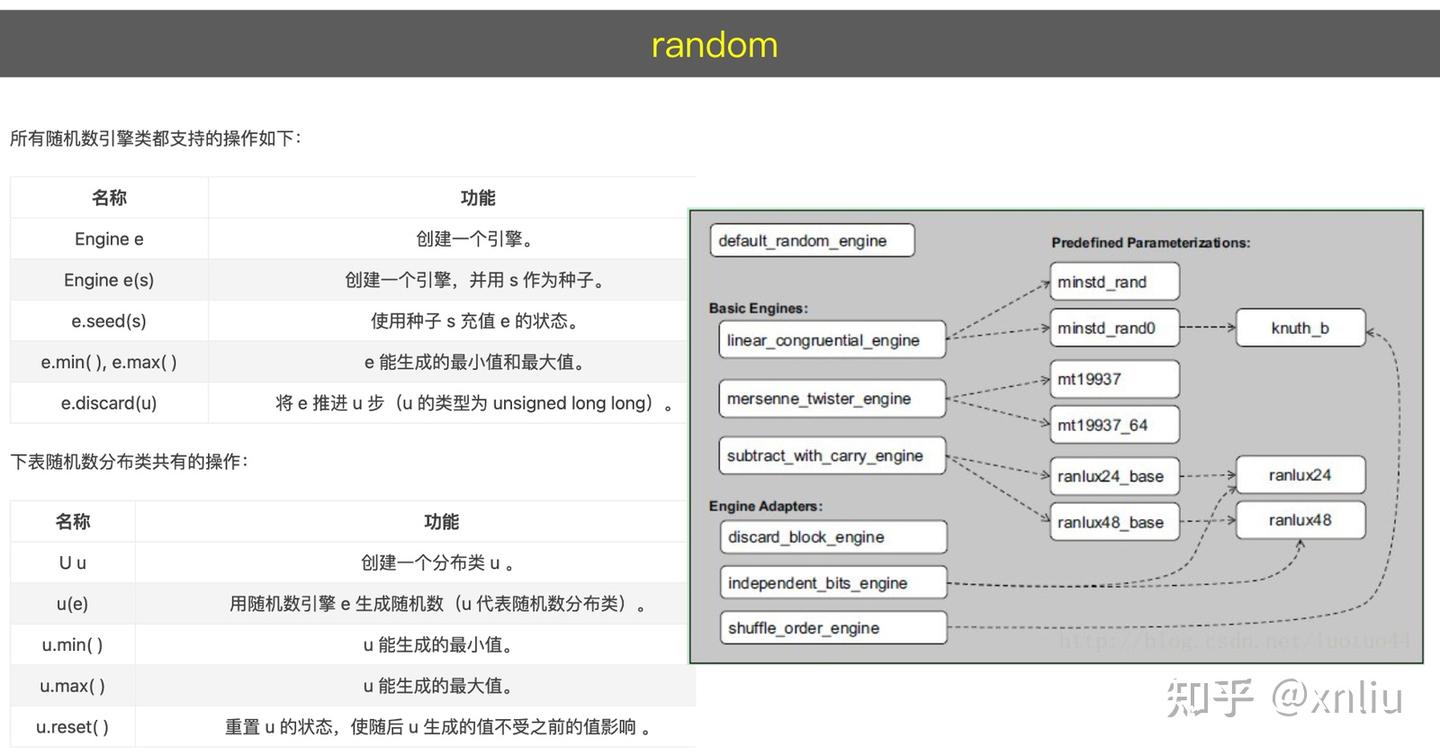 random
所有随机数引擎类都支持的操作如下：
名称 功能
Engine e 创建一个引擎。
Engine e(s) 创建一个引擎，并用 s 作为种子。
e.seed(s) 使用种子 s 充值 e 的状态。
e.min( ), e.max( ) e 能生成的最小值和最大值。
e.discard(u) 将 e 推进 u 步（u 的类型为 unsigned long long）。
下表随机数分布类共有的操作：
名称 功能
U u 创建一个分布类 u 。
u(e) 用随机数引擎 e 生成随机数（u 代表随机数分布类）。
u.min( ) u 能生成的最小值。
u.max( ) u 能生成的最大值。
u.reset( ) 重置 u 的状态，使随后 u 生成的值不受之前的值影响 。
default_random_engine
Predefined Parameterizations:
minstd_rand
Basic Engines:
linear_congruential_engine
minstd_rand0
knuth_b
mersenne_twister_engine
mt19937
mt19937_64
subtract_with_carry_engine
ranlux24_base
ranlux24
Engine Adapters:
ranlux48_base
ranlux48
discard_block_engine
independent_bits_engine
shuffle_order_engine
知乎 @xnliu